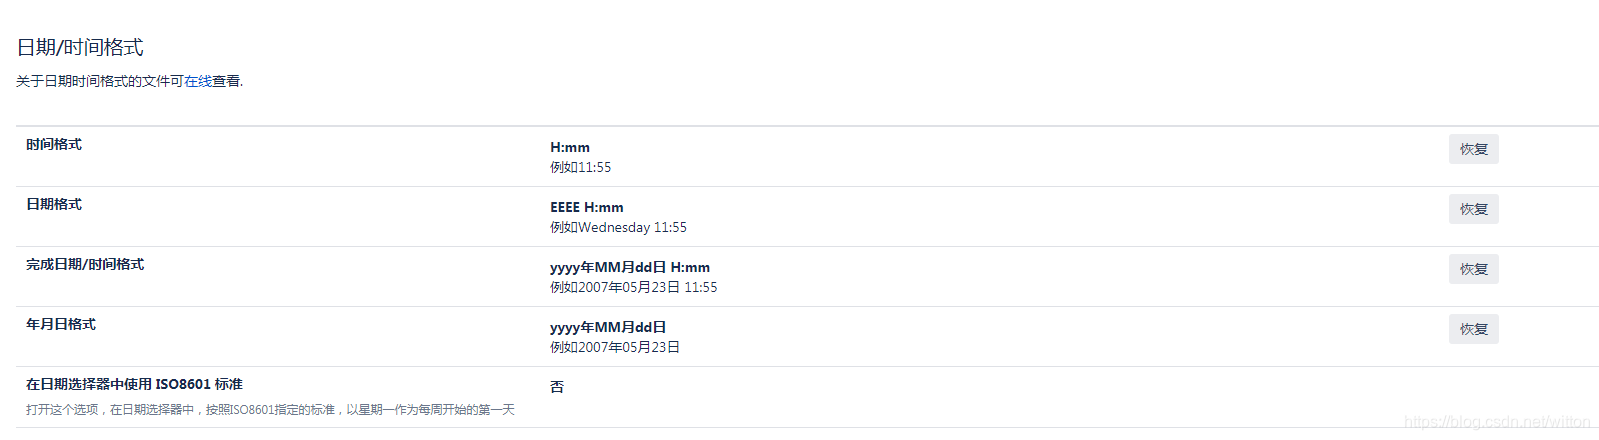 日期/时间格式
关于日期时间格式的文件可在线查看.
时间格式
H:mm
例如11:55
恢复
日期格式
EEEE H:mm
例如Wednesday 11:55
恢复
完成日期/时间格式
yyyy年MM月dd日 H:mm
例如2007年05月23日 11:55
恢复
年月日格式
yyyy年MM月dd日
例如2007年05月23日
恢复
在日期选择器中使用 ISO8601 标准
否
打开这个选项，在日期选择器中，按照ISO8601指定的标准，以星期一作为每周开始的第一天
https://blog.csdn.net/witton